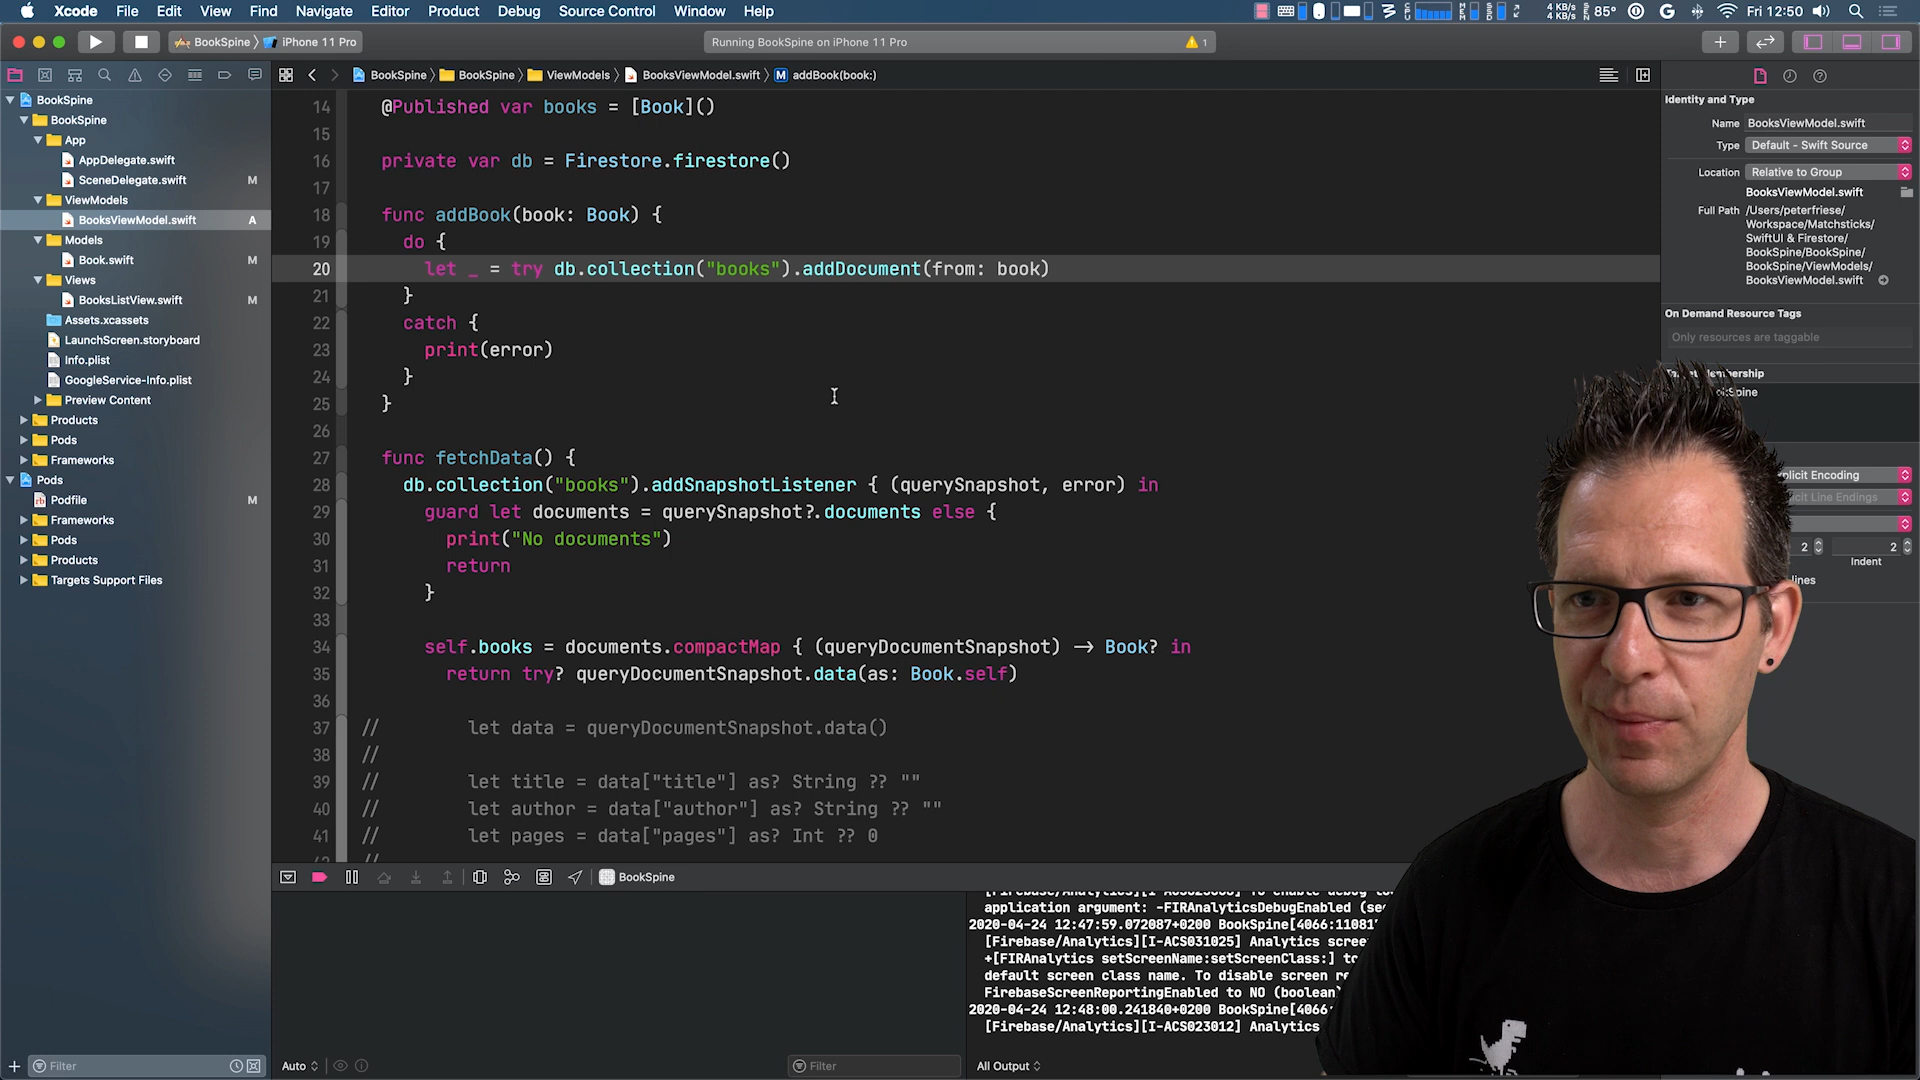 Xcode File Edit View Find Navigate Editor Product Debug Source Control Window Help
4 KB/s
4 KB/s
85°
Fri 12:50
BookSpine iPhone 11 Pro
Running BookSpine on iPhone 11 Pro
1
BookSpine BookSpine ViewModels BooksViewModel.swift M addBook(book:)
BookSpine
BookSpine
App
AppDelegate.swift
SceneDelegate.swift M
ViewModels
BooksViewModel.swift A
Models
Book.swift M
Views
BooksListView.swift M
Assets.xcassets
LaunchScreen.storyboard
Info.plist
GoogleService-Info.plist
Preview Content
Products
Pods
Frameworks
Pods
Podfile M
Frameworks
Pods
Products
Targets Support Files
Filter
14 @Published var books = [Book]()
15
16 private var db = Firestore.firestore()
17
18 func addBook(book: Book) {
19 do {
20 let _ = try db.collection("books").addDocument(from: book)
21 }
22 catch {
23 print(error)
24 }
25 }
26
27 func fetchData() {
28 db.collection("books").addSnapshotListener { (querySnapshot, error) in
29 guard let documents = querySnapshot?.documents else {
30 print("No documents")
31 return
32 }
33
34 self.books = documents.compactMap { (queryDocumentSnapshot) -> Book? in
35 return try? queryDocumentSnapshot.data(as: Book.self)
36
37 // let data = queryDocumentSnapshot.data()
38 //
39 // let title = data["title"] as? String ?? ""
40 // let author = data["author"] as? String ?? ""
41 // let pages = data["pages"] as? Int ?? 0
//
BookSpine
application argument: -FIRAnalyticsDebugEnabled (see
2020-04-24 12:47:59.072087+0200 BookSpine[4066:11081
[Firebase/Analytics][I-ACS031025] Analytics scree
+[FIRAnalytics setScreenName:setScreenClass:] to
default screen class name. To disable screen re
FirebaseScreenReportingEnabled to NO (boolean)
2020-04-24 12:48:00.241840+0200 BookSpine[4066:
[Firebase/Analytics][I-ACS023012] Analytics
Auto
Filter
All Output
Identity and Type
Name BooksViewModel.swift
Type Default - Swift Source
Location Relative to Group
BooksViewModel.swift
Full Path /Users/peterfriese/
Workspace/Matchsticks/
SwiftUI & Firestore/
BookSpine/BookSpine/
BookSpine/ViewModels/
BooksViewModel.swift
On Demand Resource Tags
Only resources are taggable
Target Membership
okSpine
plicit Encoding
icit Line Endings
2 2
Indent
lines